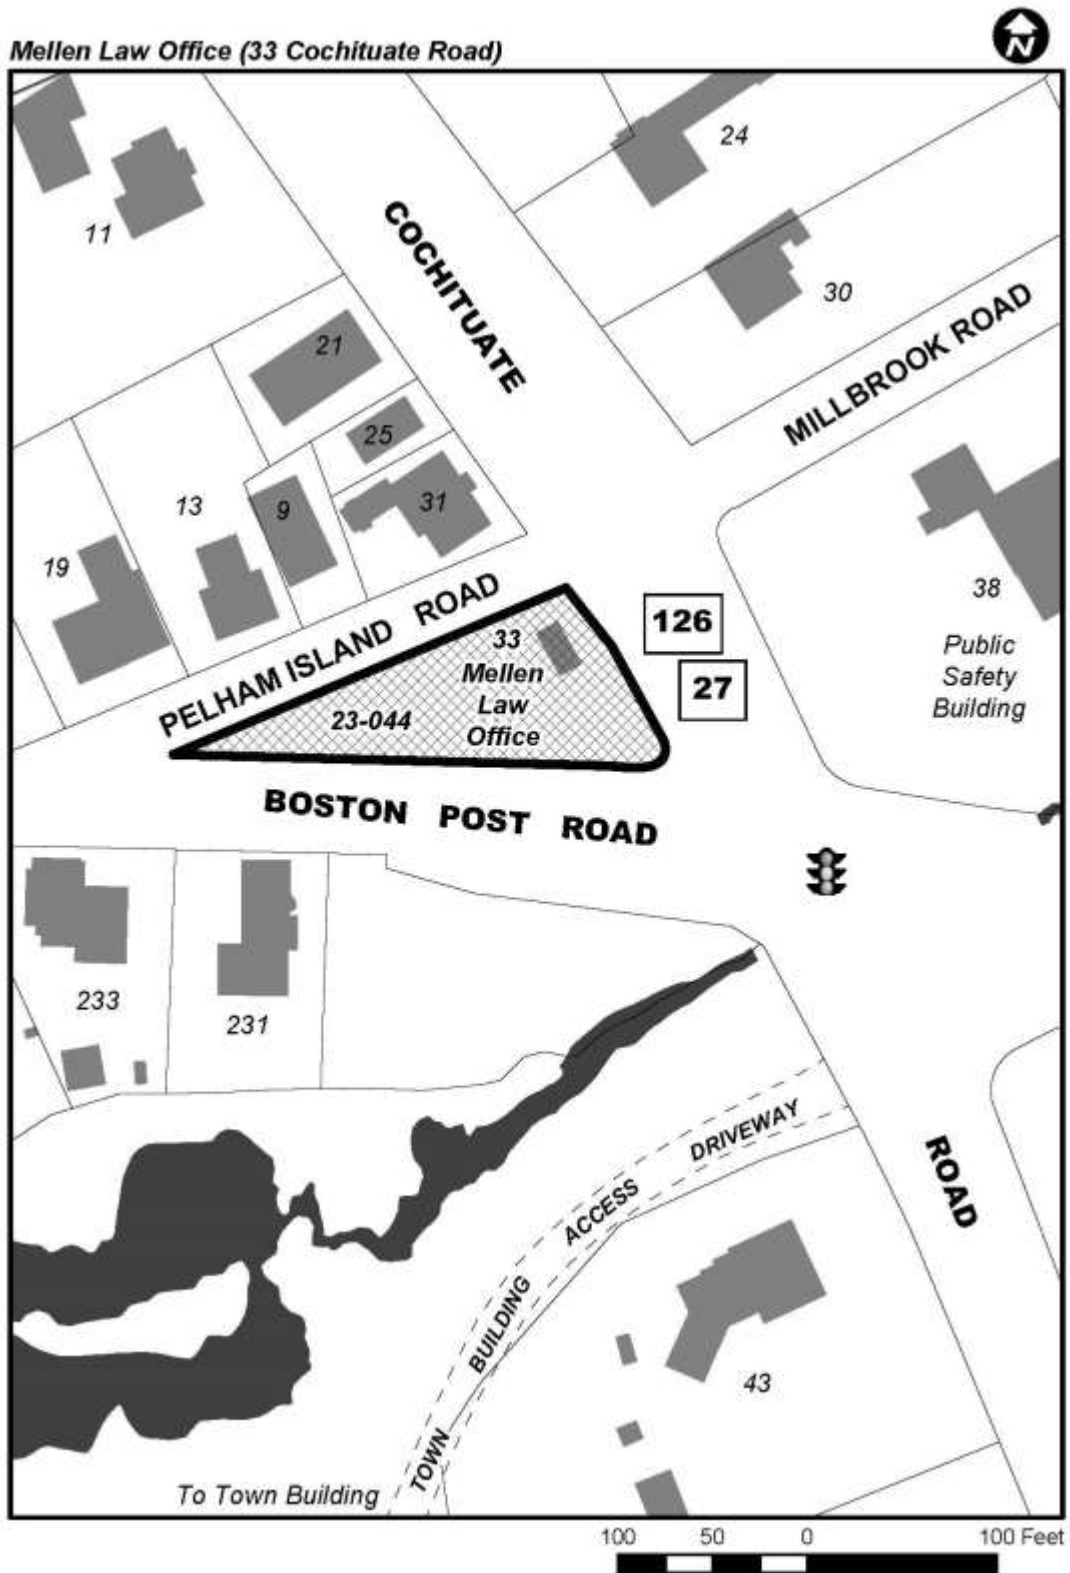 N
Mellen Law Office (33 Cochituate Road)
24
11
COCHITUATE
30
MILLBROOK ROAD
21
25
13
9
31
19
38
PELHAM ISLAND ROAD
33
Mellen
Law
Office
23-044
126
27
Public
Safety
Building
BOSTON POST ROAD
233
231
TOWN BUILDING ACCESS DRIVEWAY
ROAD
43
To Town Building
100 50 0 100 Feet